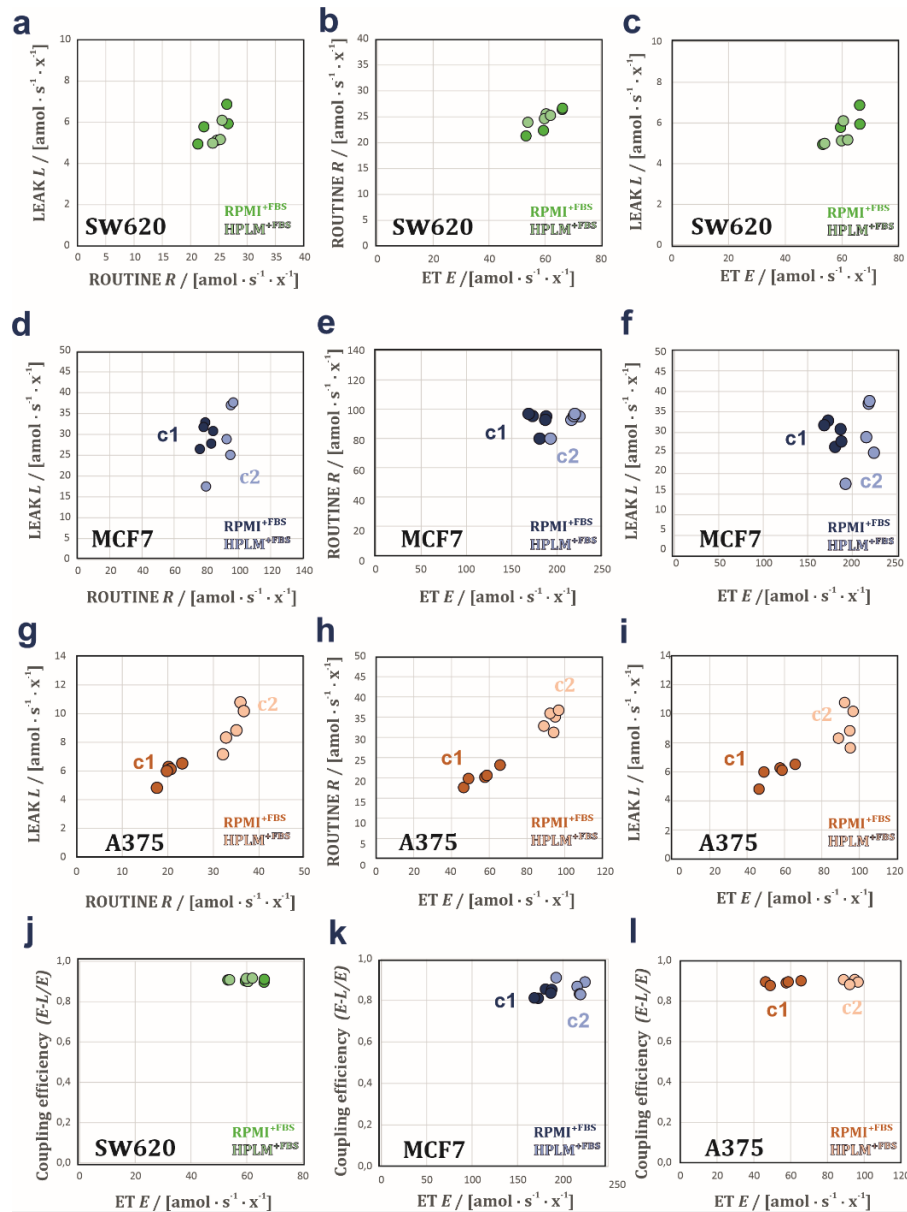 a
LEAK L / [amol · s⁻¹ · x⁻¹]
10
8
6
4
2
0
RPMI⁺ᶠᴮˢ
HPLM⁺ᶠᴮˢ
SW620
0 5 10 15 20 25 30 35 40
ROUTINE R / [amol · s⁻¹ · x⁻¹]
b
ROUTINE R / [amol · s⁻¹ · x⁻¹]
40
35
30
25
20
15
10
5
0
RPMI⁺ᶠᴮˢ
HPLM⁺ᶠᴮˢ
SW620
0 20 40 60 80
ET E / [amol · s⁻¹ · x⁻¹]
c
LEAK L / [amol · s⁻¹ · x⁻¹]
10
8
6
4
2
0
RPMI⁺ᶠᴮˢ
HPLM⁺ᶠᴮˢ
SW620
0 20 40 60 80
ET E / [amol · s⁻¹ · x⁻¹]
d
LEAK L / [amol · s⁻¹ · x⁻¹]
50
45
40
35
30
25
20
15
10
5
0
c1
c2
RPMI⁺ᶠᴮˢ
HPLM⁺ᶠᴮˢ
MCF7
0 20 40 60 80 100 120 140
ROUTINE R / [amol · s⁻¹ · x⁻¹]
e
ROUTINE R / [amol · s⁻¹ · x⁻¹]
140
120
100
80
60
40
20
0
c1
c2
RPMI⁺ᶠᴮˢ
HPLM⁺ᶠᴮˢ
MCF7
0 50 100 150 200 250
ET E /[amol · s⁻¹ · x⁻¹]
f
LEAK L / [amol · s⁻¹ · x⁻¹]
50
45
40
35
30
25
20
15
10
5
0
c1
c2
RPMI⁺ᶠᴮˢ
HPLM⁺ᶠᴮˢ
MCF7
0 50 100 150 200 250
ET E /[amol · s⁻¹ · x⁻¹]
g
LEAK L / [amol · s⁻¹ · x⁻¹]
14
12
10
8
6
4
2
0
c2
c1
RPMI⁺ᶠᴮˢ
HPLM⁺ᶠᴮˢ
A375
0 10 20 30 40 50
ROUTINE R / [amol · s⁻¹ · x⁻¹]
h
ROUTINE R / [amol · s⁻¹ · x⁻¹]
50
45
40
35
30
25
20
15
10
5
0
c2
c1
RPMI⁺ᶠᴮˢ
HPLM⁺ᶠᴮˢ
A375
0 20 40 60 80 100 120
ET E / [amol · s⁻¹ · x⁻¹]
i
LEAK L / [amol · s⁻¹ · x⁻¹]
14
12
10
8
6
4
2
0
c2
c1
RPMI⁺ᶠᴮˢ
HPLM⁺ᶠᴮˢ
A375
0 20 40 60 80 100 120
ET E / [amol · s⁻¹ · x⁻¹]
j
Coupling efficiency (E-L/E)
1,0
0,8
0,6
0,4
0,2
0,0
RPMI⁺ᶠᴮˢ
HPLM⁺ᶠᴮˢ
SW620
0 20 40 60 80
ET E / [amol · s⁻¹ · x⁻¹]
k
Coupling efficiency (E-L/E)
1,0
0,8
0,6
0,4
0,2
0,0
c1
c2
RPMI⁺ᶠᴮˢ
HPLM⁺ᶠᴮˢ
MCF7
0 50 100 150 200 250
ET E / [amol · s⁻¹ · x⁻¹]
l
Coupling efficiency (E-L/E)
1,0
0,8
0,6
0,4
0,2
0,0
c1
c2
RPMI⁺ᶠᴮˢ
HPLM⁺ᶠᴮˢ
A375
0 20 40 60 80 100 120
ET E / [amol · s⁻¹ · x⁻¹]